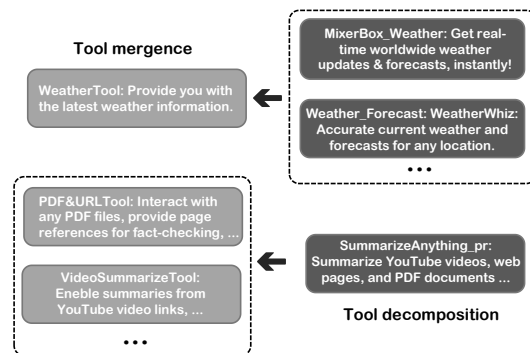 Tool mergence
WeatherTool: Provide you with
the latest weather information.
MixerBox_Weather: Get real-
time worldwide weather
updates & forecasts, instantly!
Weather_Forecast: WeatherWhiz:
Accurate current weather and
forecasts for any location.
...
PDF&URLTool: Interact with
any PDF files, provide page
references for fact-checking, ...
VideoSummarizeTool:
Eneble summaries from
YouTube video links, ...
...
SummarizeAnything_pr:
Summarize YouTube videos, web
pages, and PDF documents ...
Tool decomposition